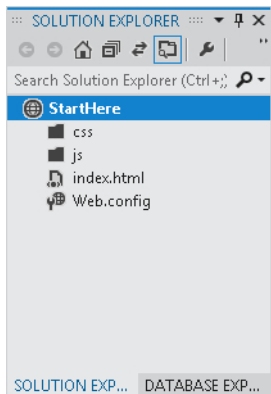 SOLUTION EXPLORER
Search Solution Explorer (Ctrl+;)
StartHere
css
js
index.html
Web.config
SOLUTION EXP... DATABASE EXP...